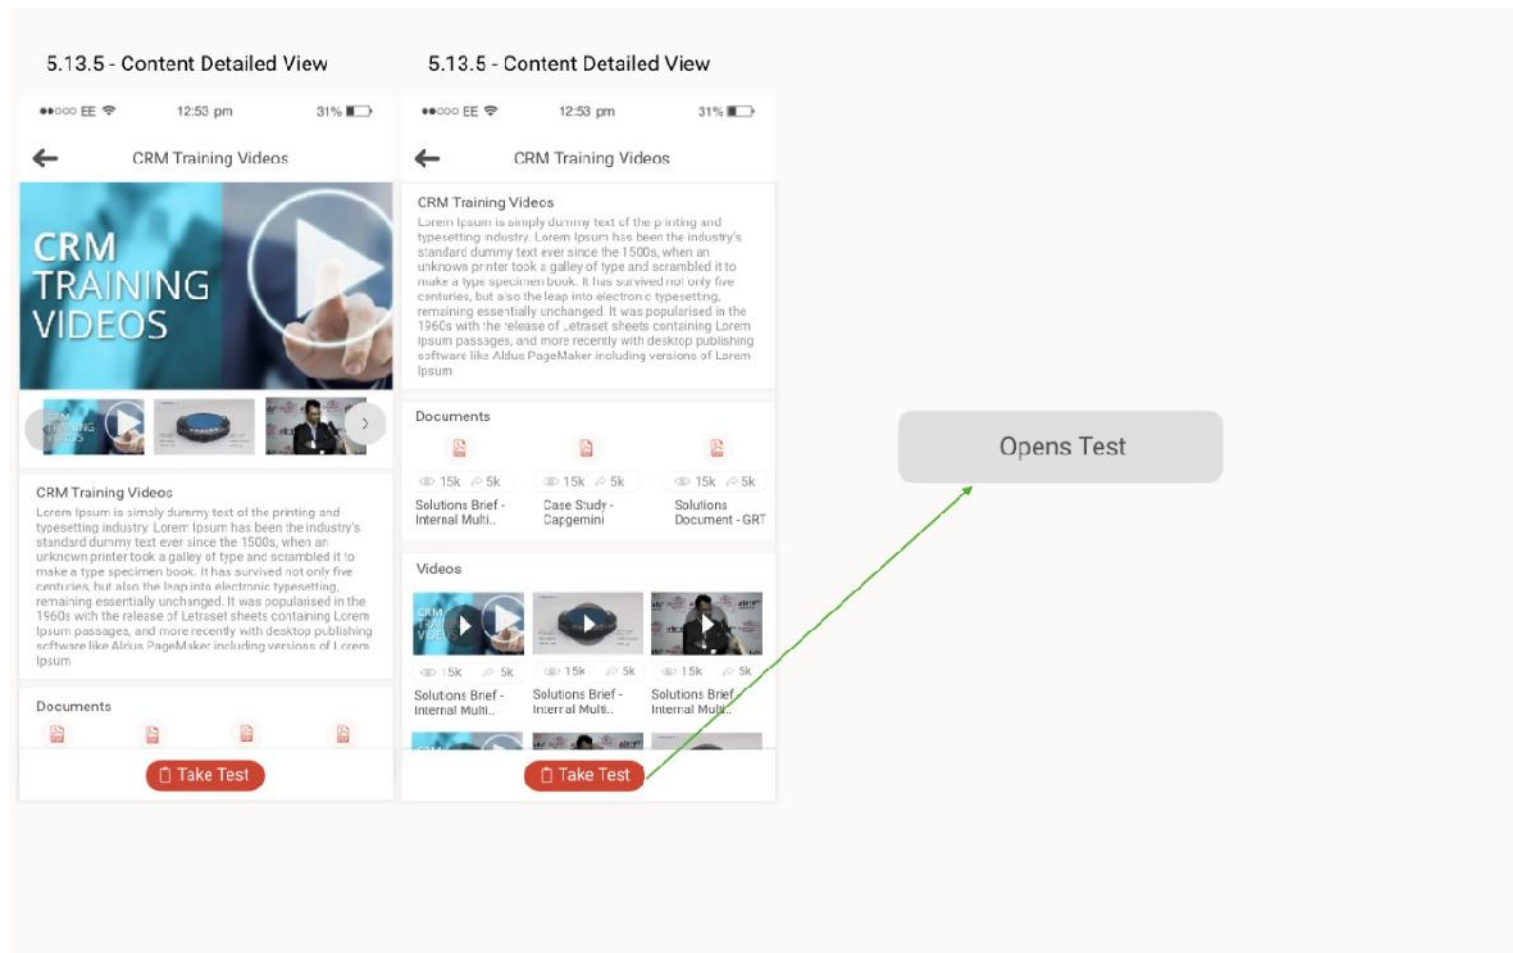 5.13.5 - Content Detailed View
EE 12:53 pm 31%
CRM Training Videos
CRM
TRAINING
VIDEOS
CRM
TRAINING
VIDEOS
CRM Training Videos
Lorem Ipsum is simply dummy text of the printing and
typesetting industry. Lorem Ipsum has been the industry's
standard dummy text ever since the 1500s, when an
unknown printer took a galley of type and scrambled it to
make a type specimen book. It has survived not only five
centuries, but also the leap into electronic typesetting,
remaining essentially unchanged. It was popularised in the
1960s with the release of Letraset sheets containing Lorem
Ipsum passages, and more recently with desktop publishing
software like Aldus PageMaker including versions of Lorem
Ipsum
Documents
Take Test
5.13.5 - Content Detailed View
EE 12:53 pm 31%
CRM Training Videos
CRM Training Videos
Lorem Ipsum is simply dummy text of the printing and
typesetting industry. Lorem Ipsum has been the industry's
standard dummy text ever since the 1500s, when an
unknown printer took a galley of type and scrambled it to
make a type specimen book. It has survived not only five
centuries, but also the leap into electronic typesetting,
remaining essentially unchanged. It was popularised in the
1960s with the release of Letraset sheets containing Lorem
Ipsum passages, and more recently with desktop publishing
software like Aldus PageMaker including versions of Lorem
Ipsum
Documents
15k 5k 15k 5k 15k 5k
Solutions Brief - Case Study - Solutions
Internal Multi.. Capgemini Document - GRT
Videos
CRM
TRAINING
VIDEOS
15k 5k 15k 5k 15k 5k
Solutions Brief - Solutions Brief - Solutions Brief -
Internal Multi.. Internal Multi.. Internal Multi..
Take Test
Opens Test